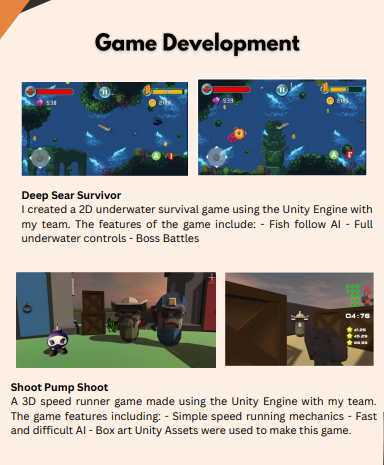 Game Development
538
539
Deep Sear Survivor
I created a 2D underwater survival game using the Unity Engine with
my team. The features of the game include: - Fish follow AI - Full
underwater controls - Boss Battles
04:76
Shoot Pump Shoot
A 3D speed runner game made using the Unity Engine with my team.
The game features including: - Simple speed running mechanics - Fast
and difficult AI - Box art Unity Assets were used to make this game.